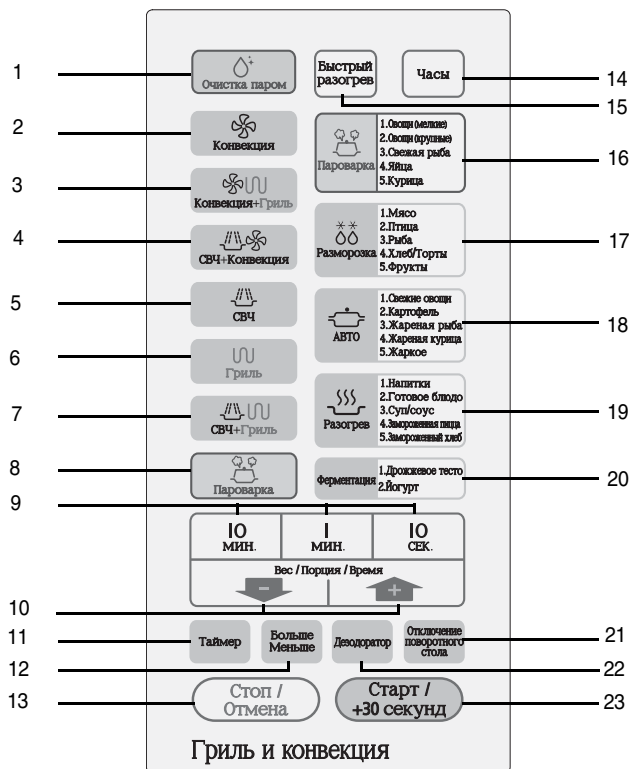 1
Очистка паром
Быстрый
разогрев
Часы
14
15
2
Конвекция
Пароварка
1.Овощи (мелкие)
2.Овощи (крупные)
3.Свежая рыба
4.Яйца
5.Курица
16
3
Конвекция+Гриль
4
СВЧ+Конвекция
Разморозка
1.Мясо
2.Птица
3.Рыба
4.Хлеб/Торты
5.Фрукты
17
5
СВЧ
АВТО
1.Свежие овощи
2.Картофель
3.Жареная рыба
4.Жареная курица
5.Жаркое
18
6
Гриль
7
СВЧ+Гриль
Разогрев
1.Напитки
2.Готовое блюдо
3.Суп/соус
4.Замороженная пицца
5.Замороженный хлеб
19
8
Пароварка
Ферментация
1.Дрожжевое тесто
2.Йогурт
20
9
10
МИН.
1
МИН.
10
СЕК.
Вес / Порция / Время
- +
10
11
Таймер
Больше
Меньше
Дезодоратор
Отключение
поворотного
стола
21
12
22
13
Стоп /
Отмена
Старт /
+30 секунд
23
Гриль и конвекция